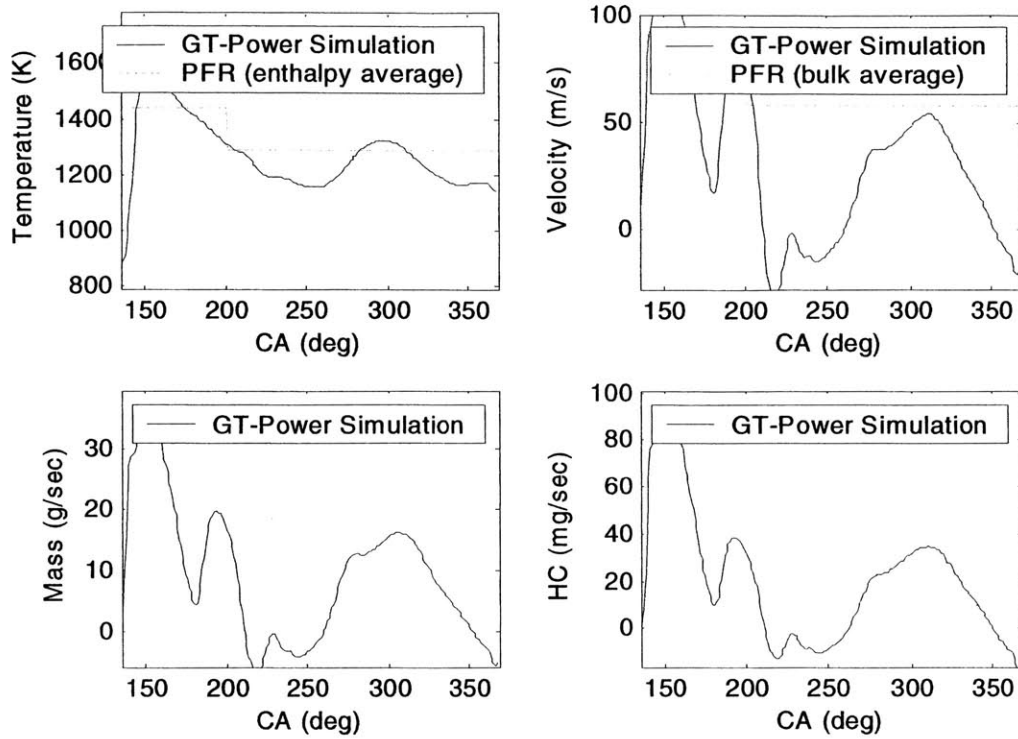 GT-Power Simulation
PFR (enthalpy average)
Temperature (K)
1600
1400
1200
1000
800
150 200 250 300 350
CA (deg)
GT-Power Simulation
PFR (bulk average)
Velocity (m/s)
100
50
0
150 200 250 300 350
CA (deg)
GT-Power Simulation
Mass (g/sec)
30
20
10
0
150 200 250 300 350
CA (deg)
GT-Power Simulation
HC (mg/sec)
100
80
60
40
20
0
150 200 250 300 350
CA (deg)